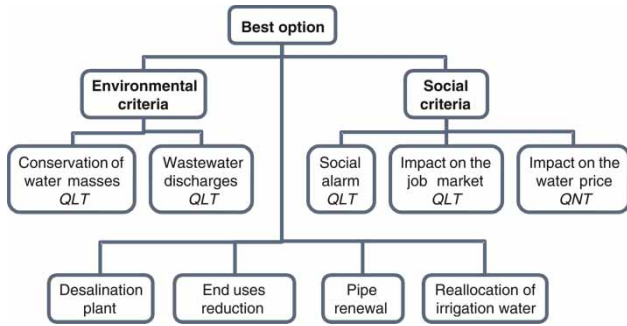 Best option
Environmental
criteria
Social
criteria
Conservation of
water masses
QLT
Wastewater
discharges
QLT
Social
alarm
QLT
Impact on the
job market
QLT
Impact on the
water price
QNT
Desalination
plant
End uses
reduction
Pipe
renewal
Reallocation of
irrigation water